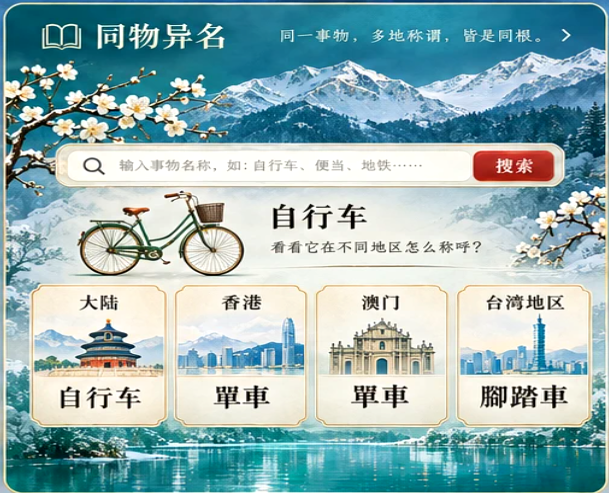 同物异名
同一事物，多地称谓，皆是同根。
输入事物名称，如：自行车、便当、地铁……
搜索
自行车
看看它在不同地区怎么称呼？
大陆
自行车
香港
單車
澳门
單車
台湾地区
腳踏車